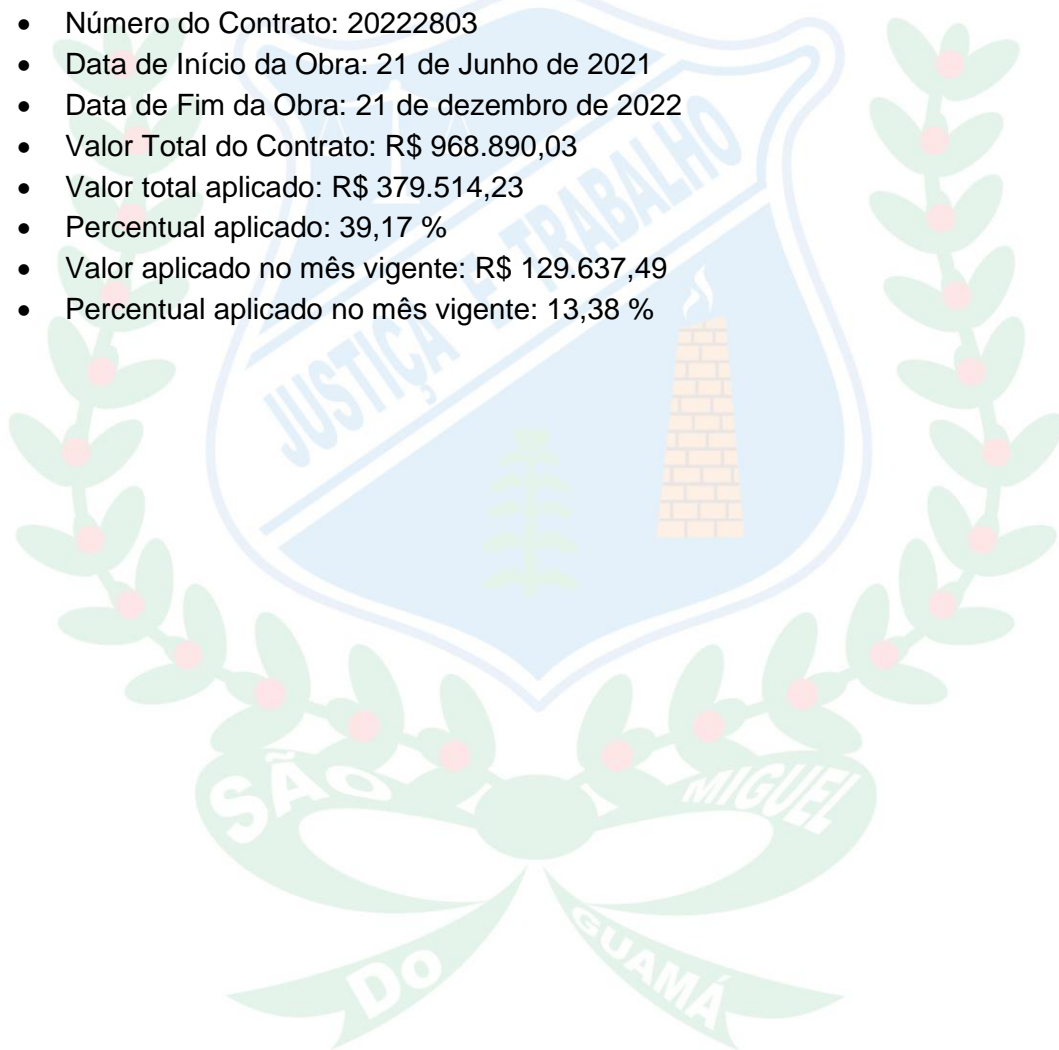 • Número do Contrato: 20222803
• Data de Início da Obra: 21 de Junho de 2021
• Data de Fim da Obra: 21 de dezembro de 2022
• Valor Total do Contrato: R$ 968.890,03
• Valor total aplicado: R$ 379.514,23
• Percentual aplicado: 39,17 %
• Valor aplicado no mês vigente: R$ 129.637,49
• Percentual aplicado no mês vigente: 13,38 %
JUSTIÇA E TRABALHO
SÃO MIGUEL
DO GUAMÁ